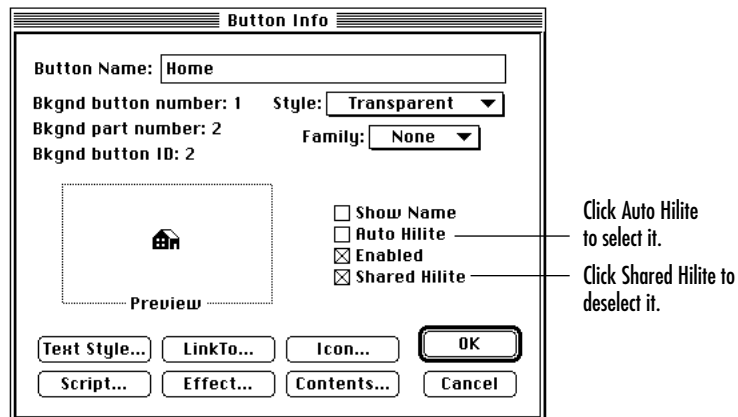 Button Info
Button Name: Home
Bkgnd button number: 1 Style: Transparent
Bkgnd part number: 2 Family: None
Bkgnd button ID: 2
Show Name
Auto Hilite
Enabled
Shared Hilite
Preview
Click Auto Hilite
to select it.
Click Shared Hilite to
deselect it.
Text Style... LinkTo... Icon... OK
Script... Effect... Contents... Cancel